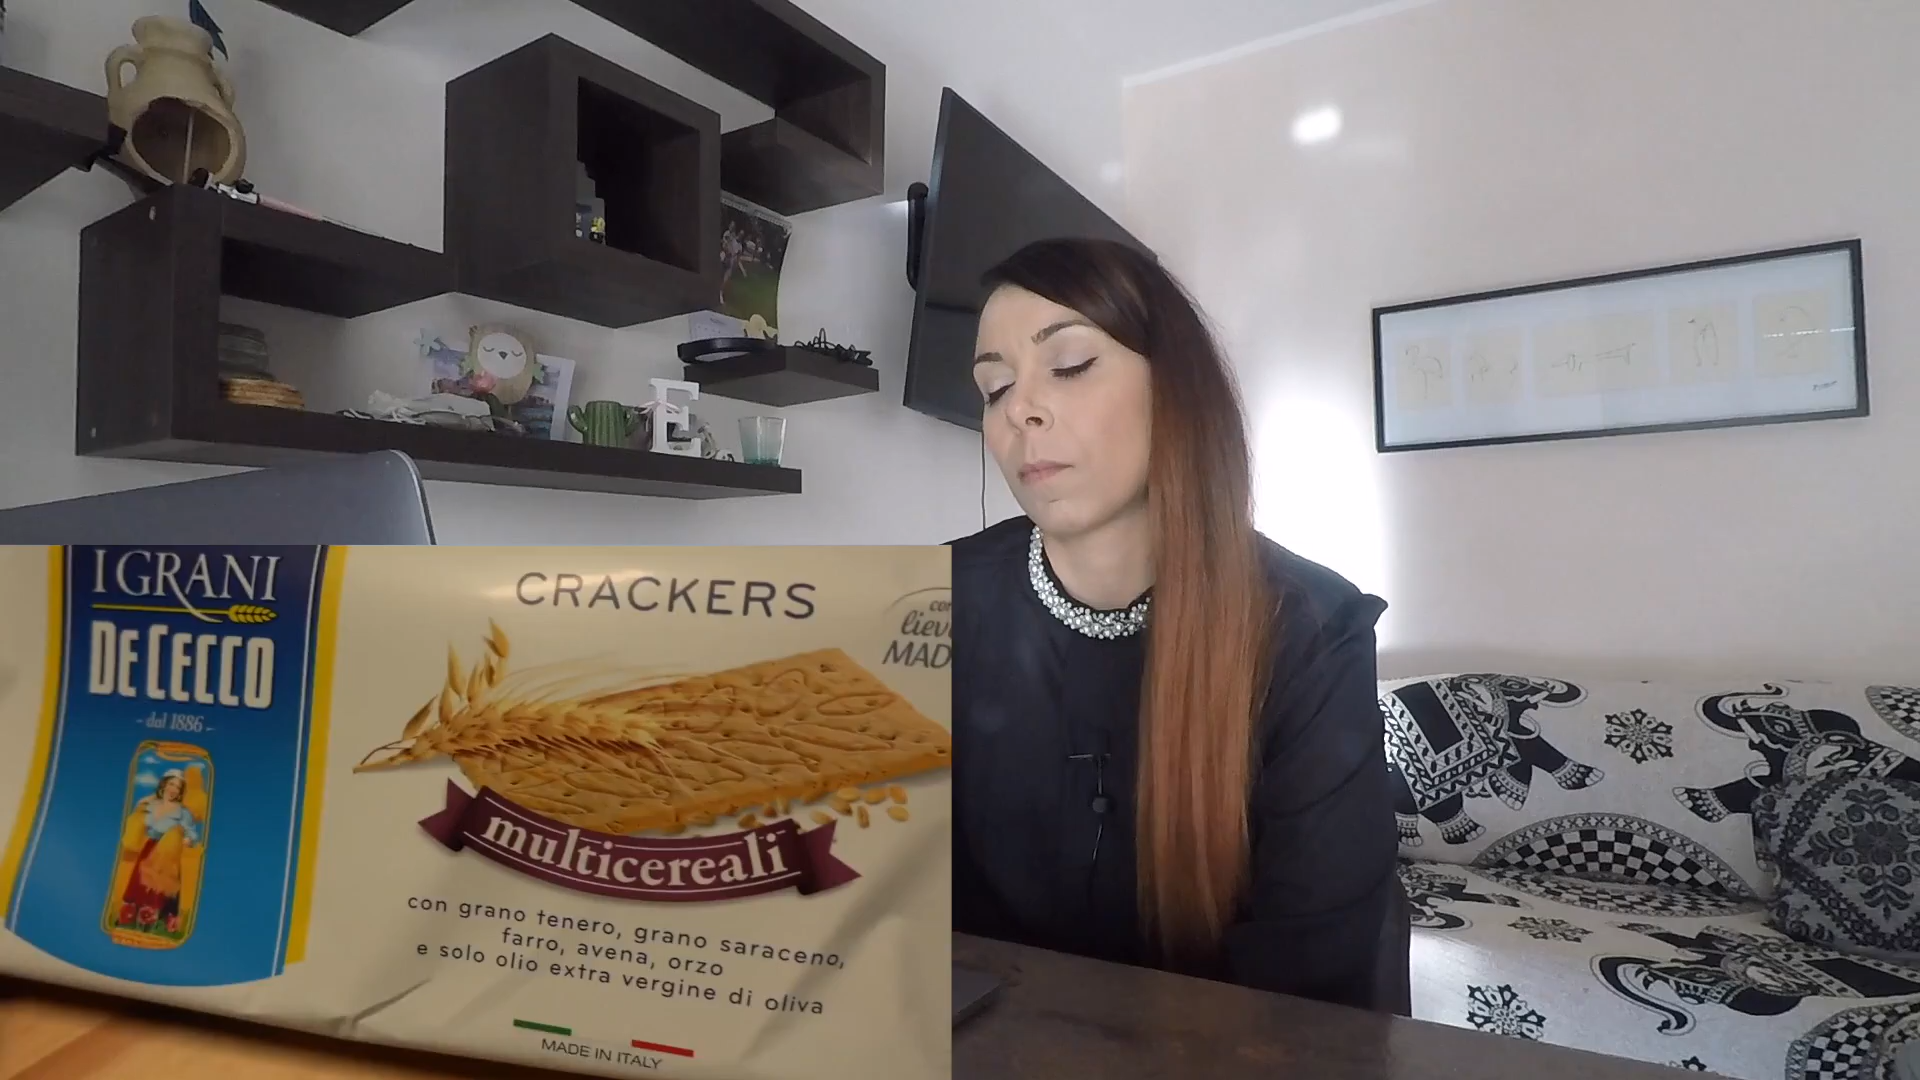 E
I GRANI
DE CECCO
- dal 1886 -
CRACKERS
MAD
multicereali
con grano tenero, grano saraceno,
farro, avena, orzo
e solo olio extra vergine di oliva
MADE IN ITALY